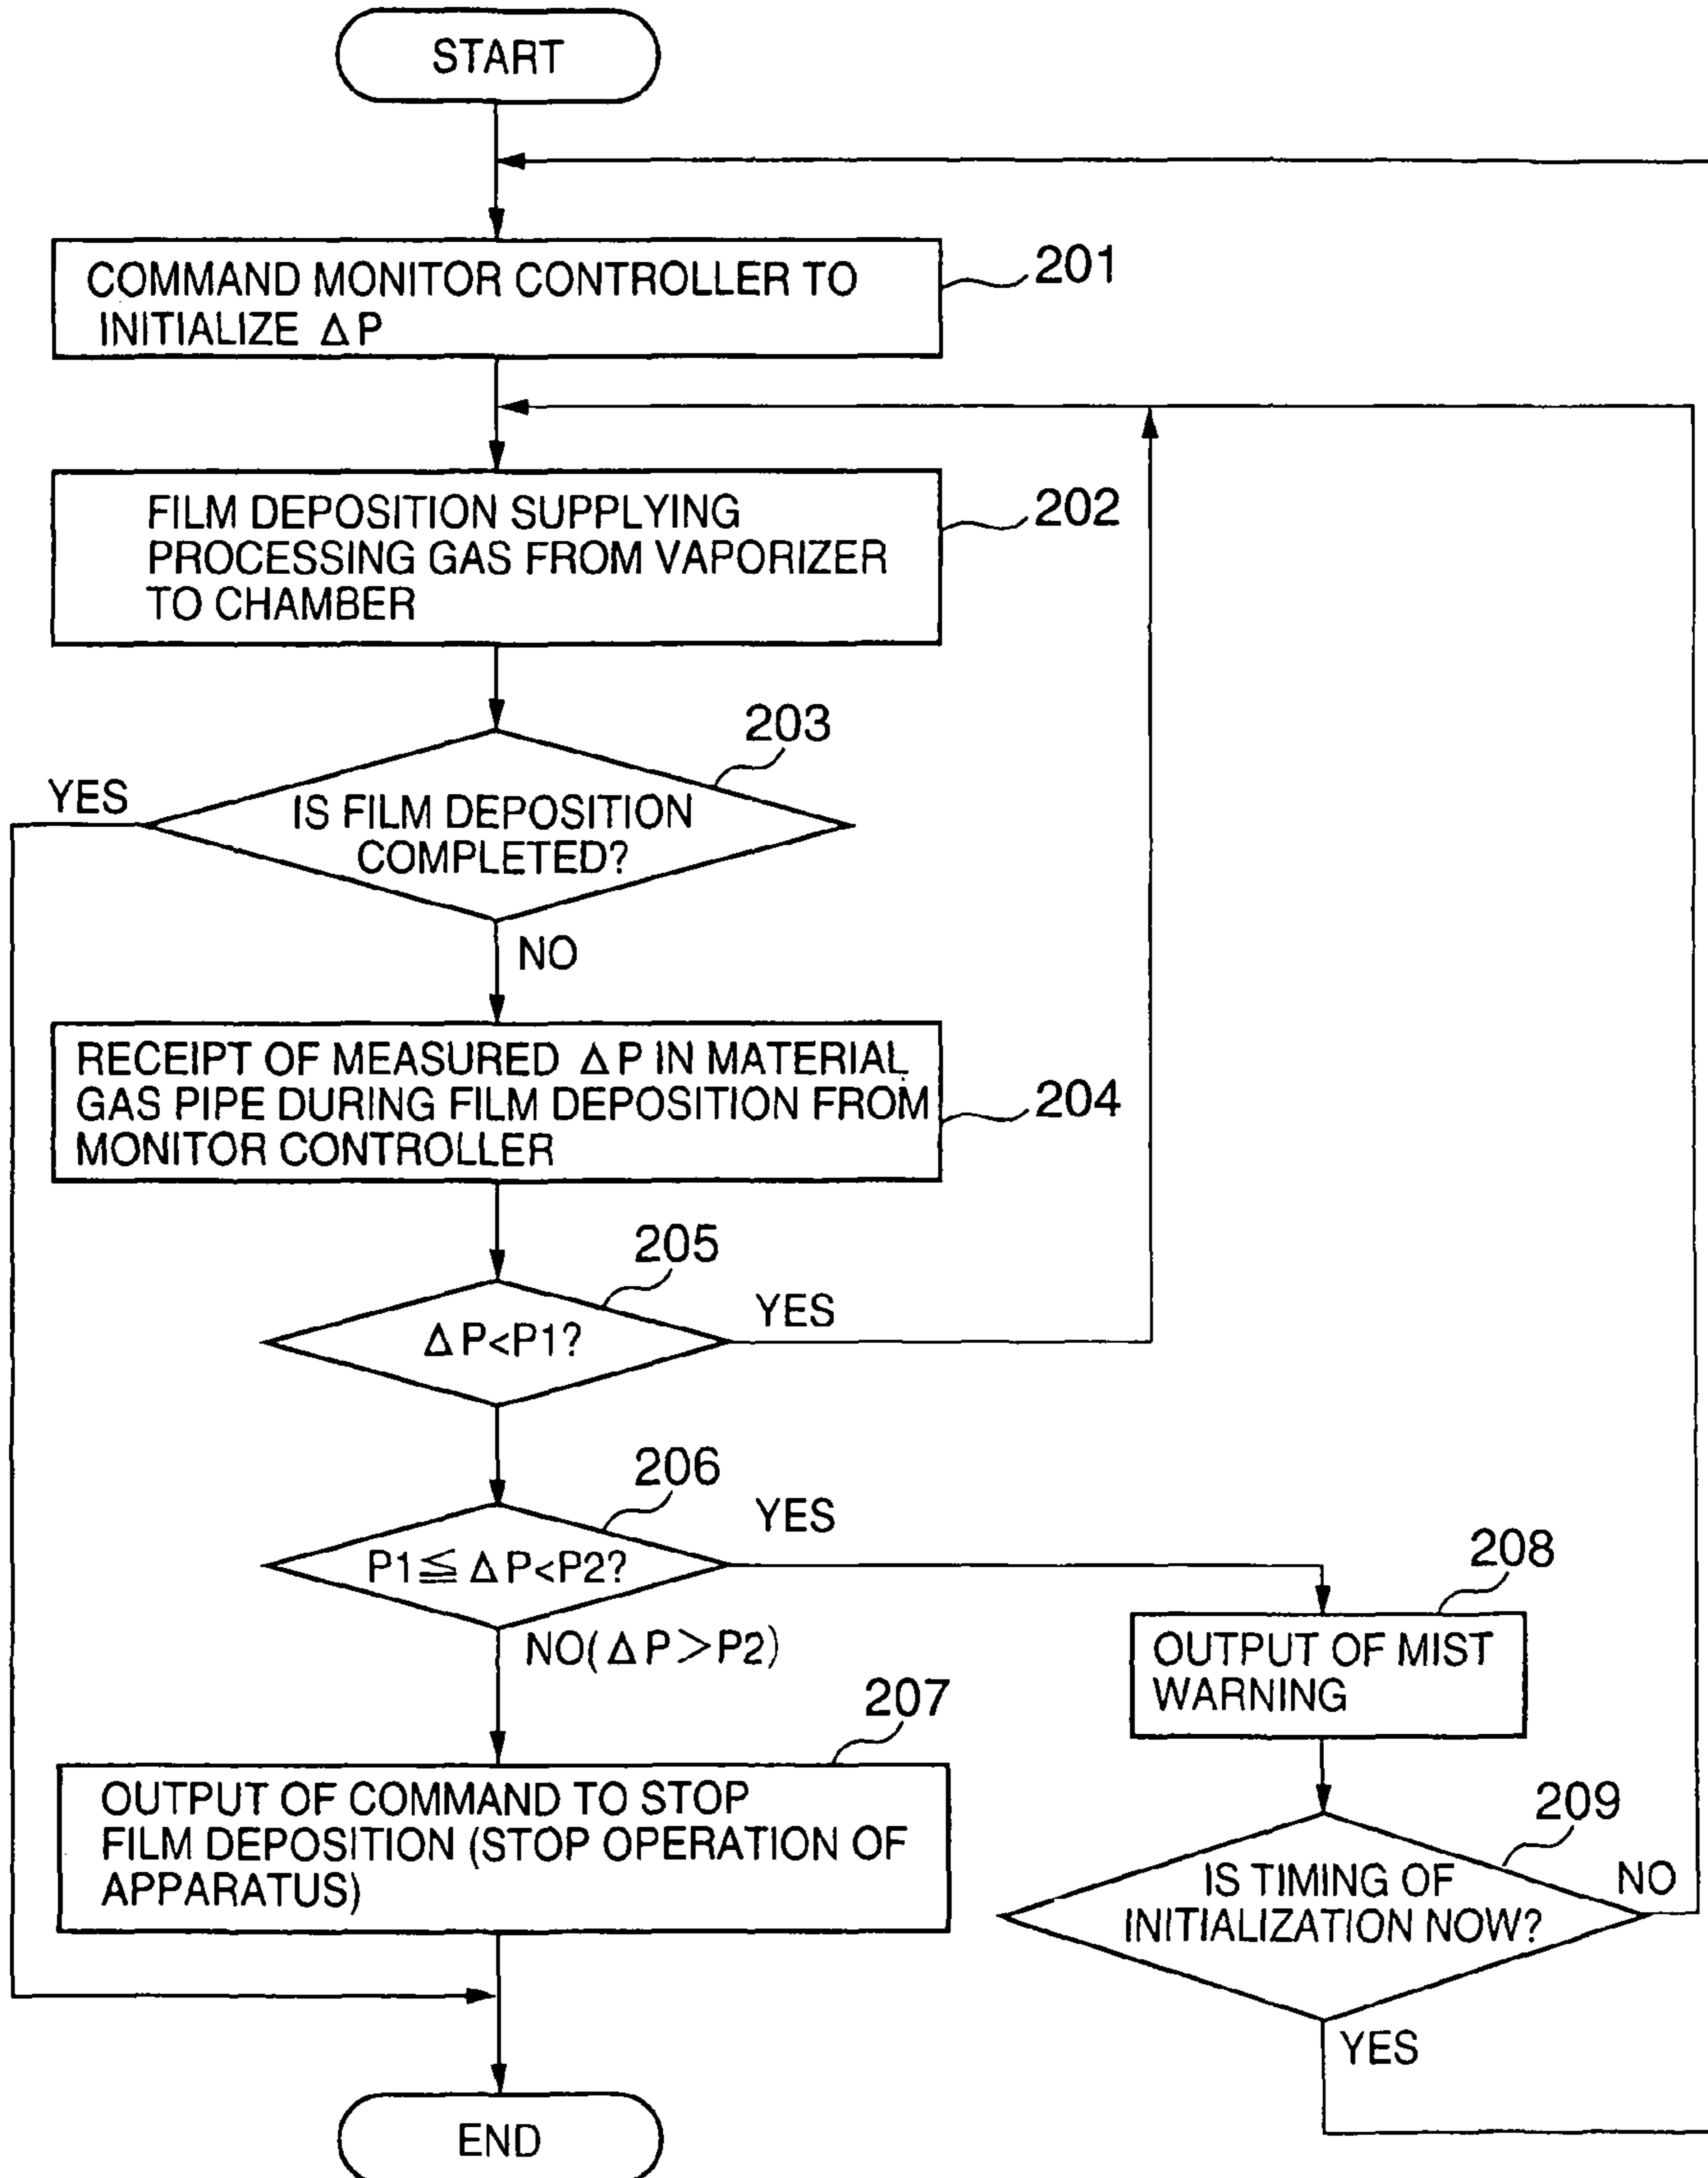 START
COMMAND MONITOR CONTROLLER TO
INITIALIZE ΔP
201
FILM DEPOSITION SUPPLYING
PROCESSING GAS FROM VAPORIZER
TO CHAMBER
202
203
YES
IS FILM DEPOSITION
COMPLETED?
NO
RECEIPT OF MEASURED ΔP IN MATERIAL
GAS PIPE DURING FILM DEPOSITION FROM
MONITOR CONTROLLER
204
205
ΔP<P1?
YES
206
P1≦ΔP<P2?
YES
NO(ΔP>P2)
208
OUTPUT OF MIST
WARNING
207
OUTPUT OF COMMAND TO STOP
FILM DEPOSITION (STOP OPERATION OF
APPARATUS)
209
IS TIMING OF
INITIALIZATION NOW?
NO
YES
END